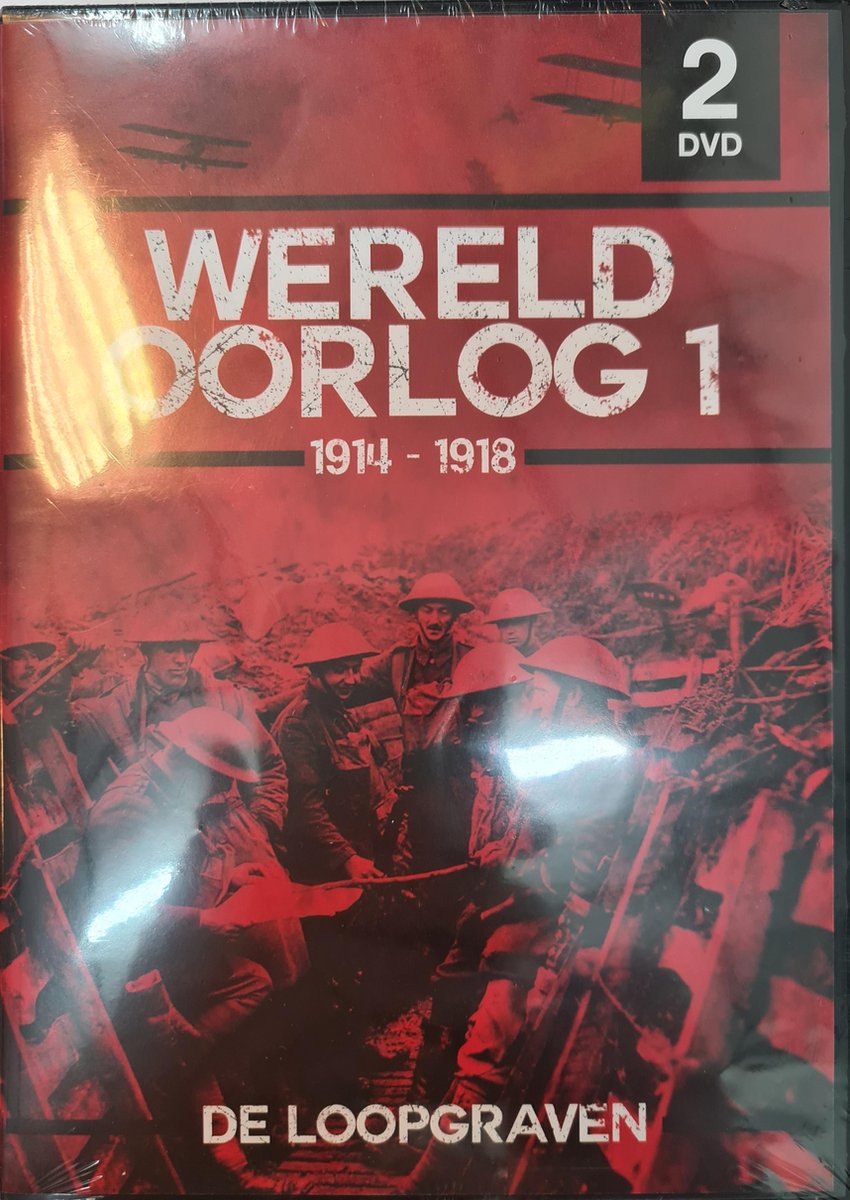 2
DVD
WERELD
OORLOG 1
1914 - 1918
DE LOOPGRAVEN